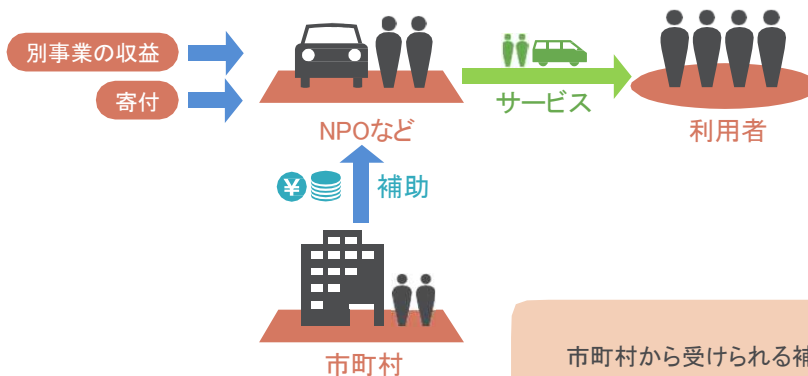 別事業の収益
寄付
NPOなど
サービス
利用者
¥
補助
市町村
市町村から受けられる補